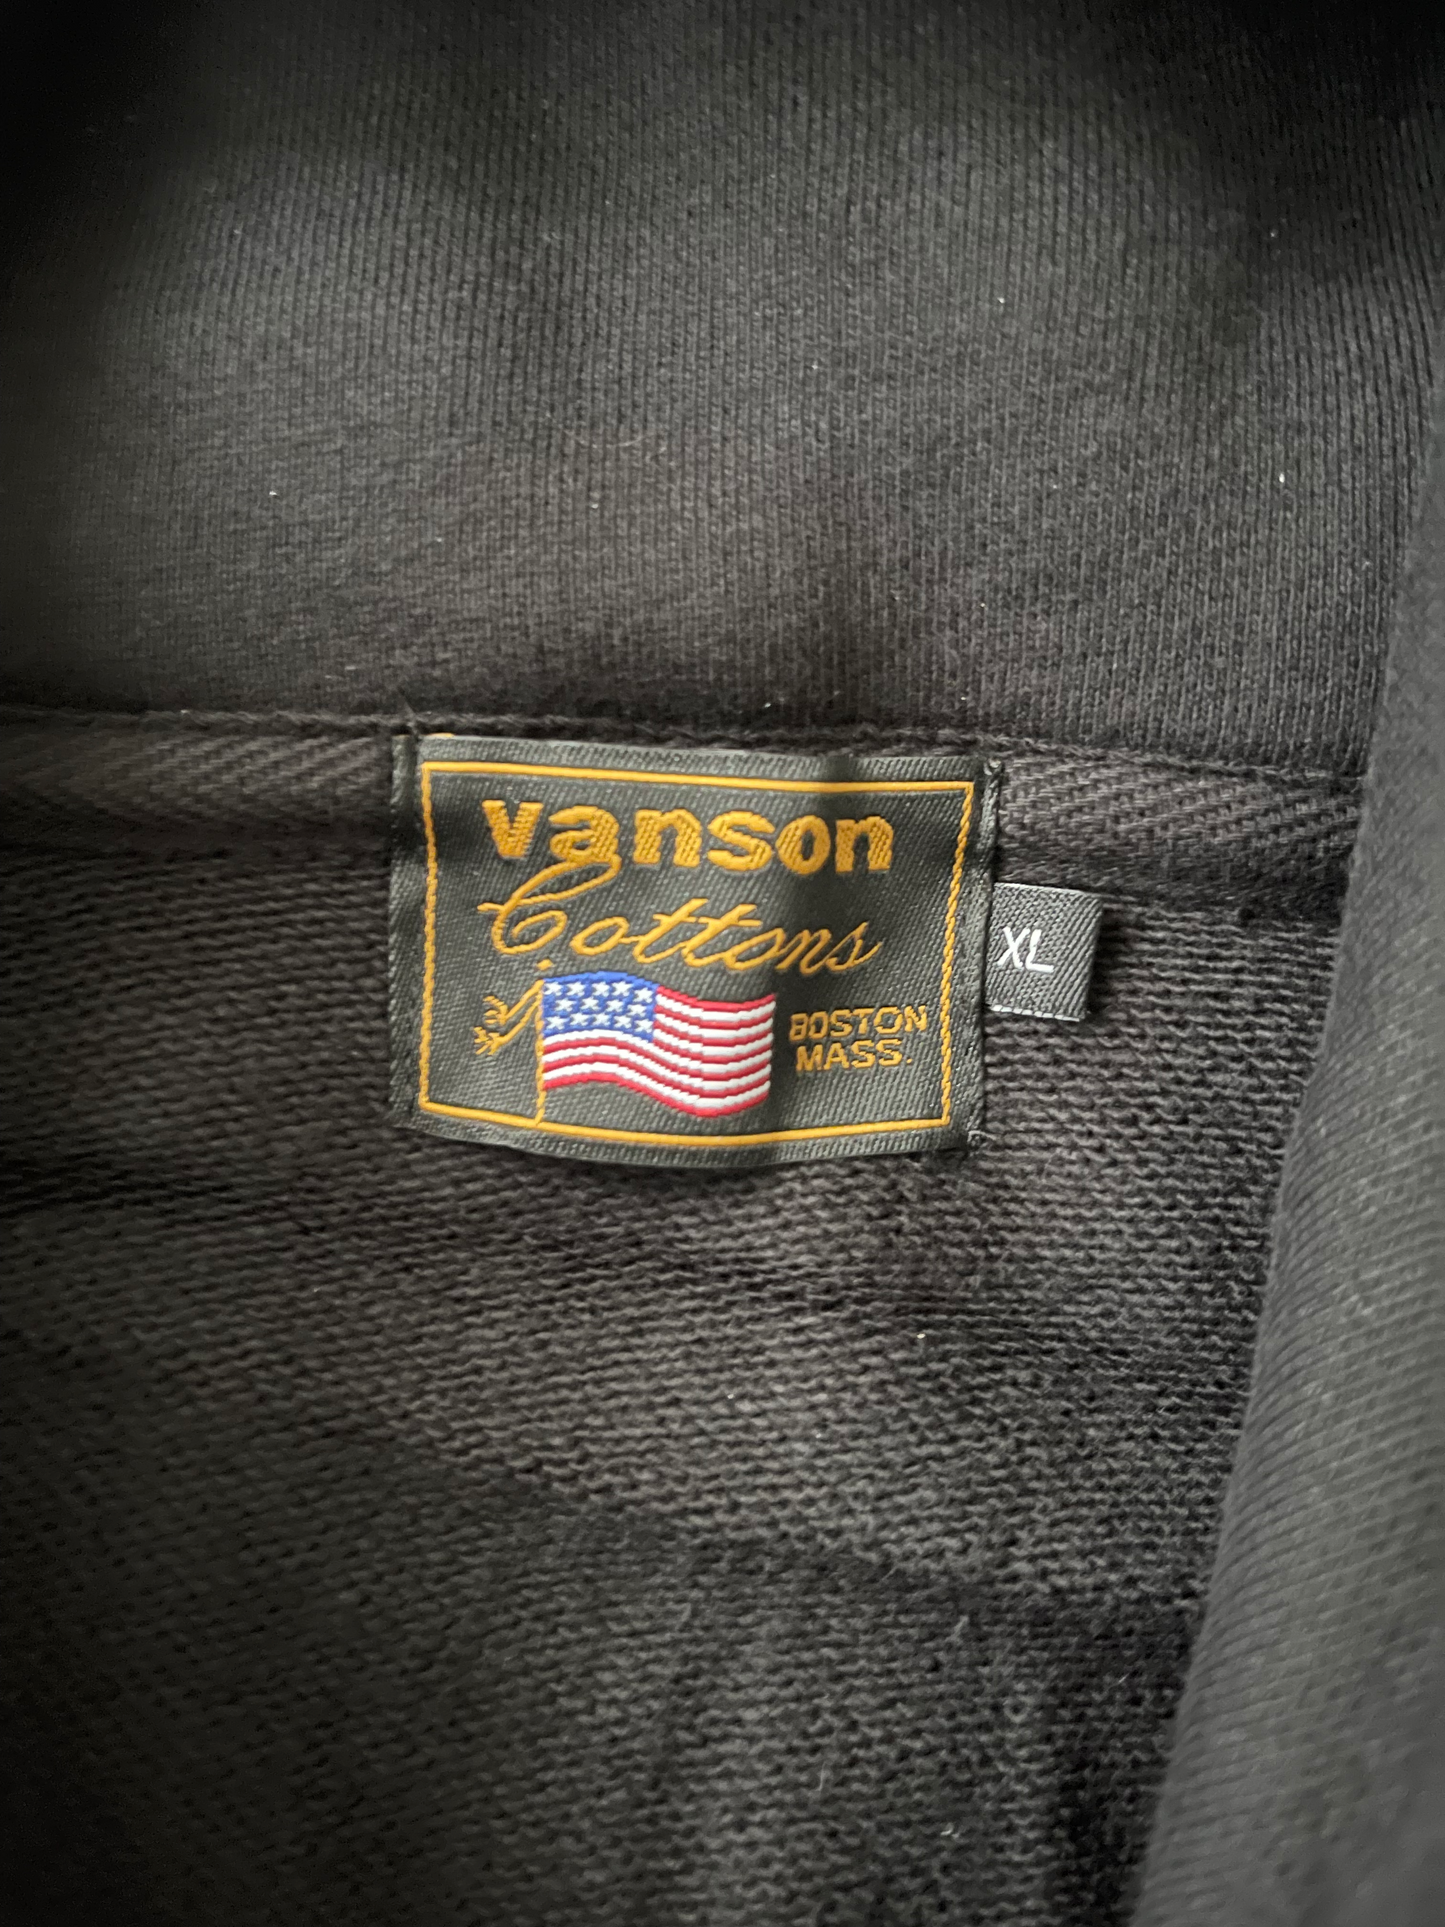 vanson
Cottons
BOSTON
MASS.
XL